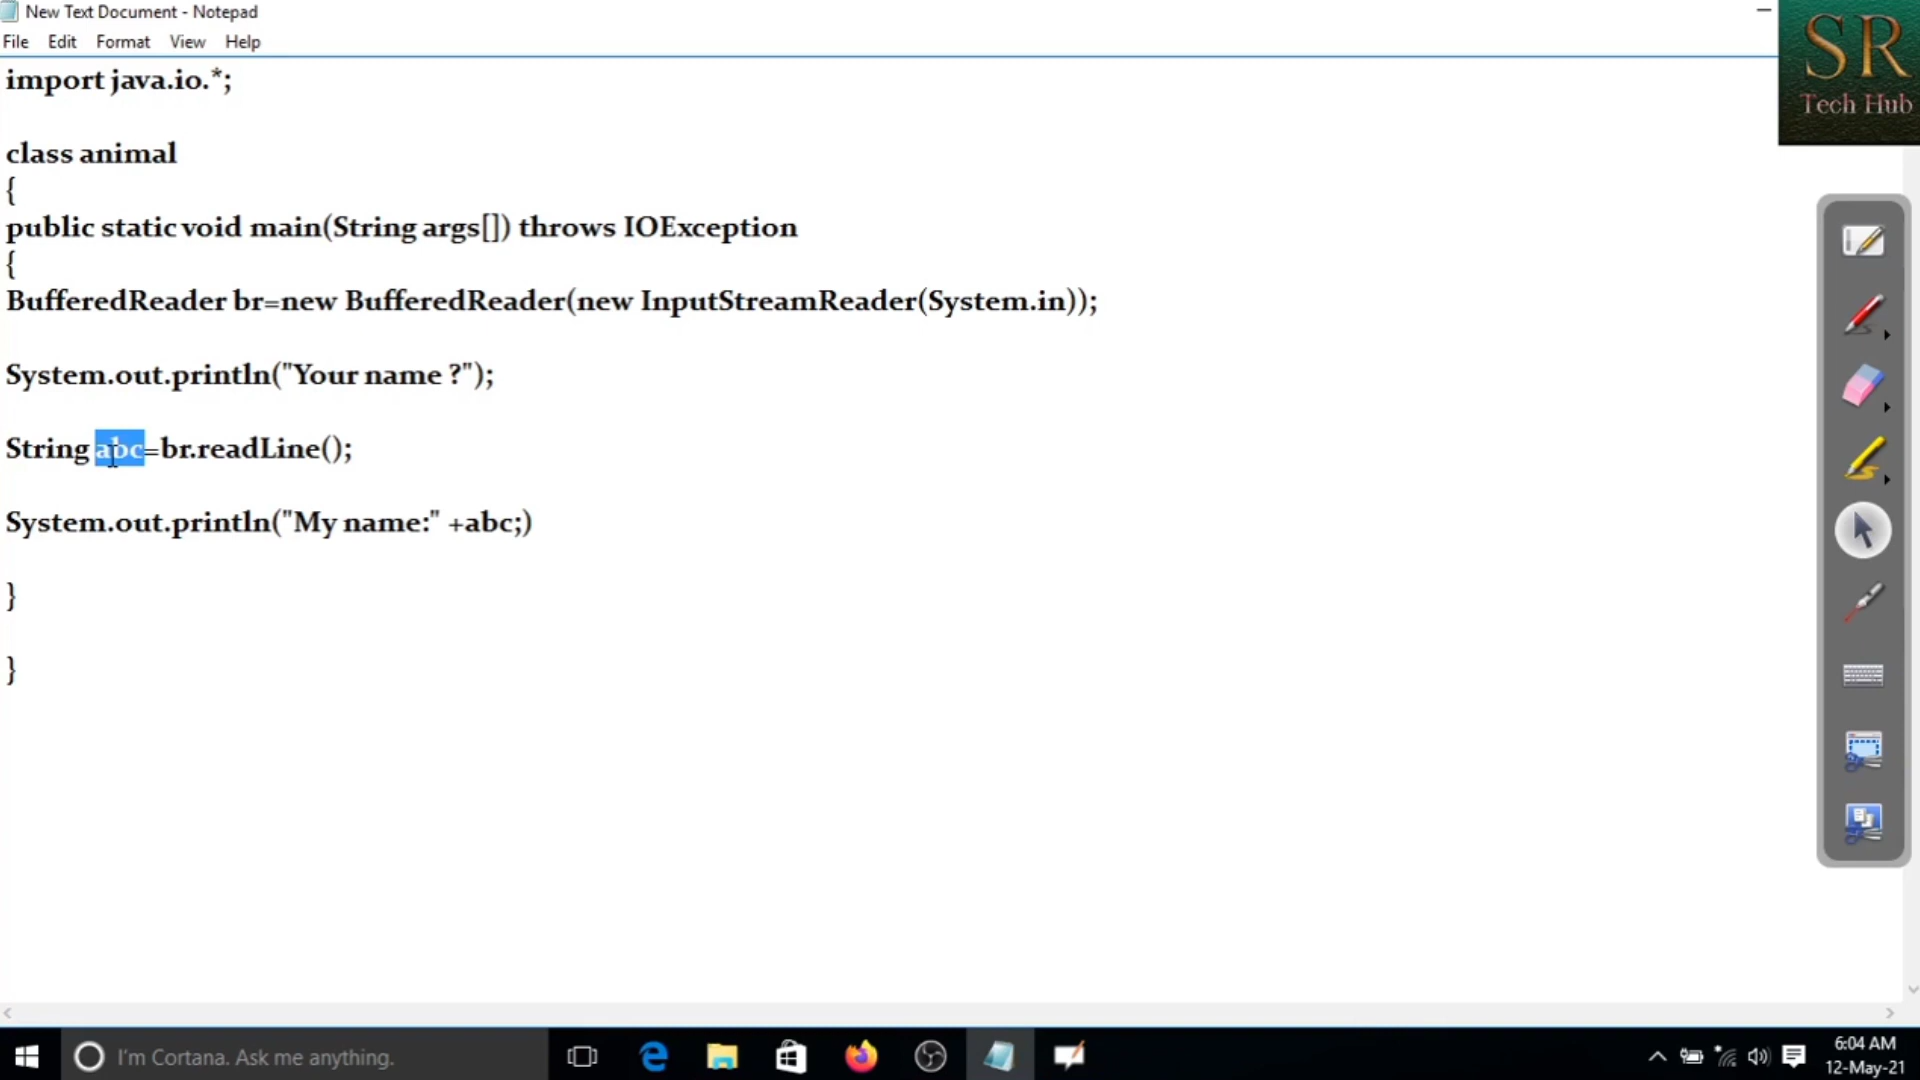 New Text Document - Notepad
File Edit Format View Help
SR
Tech Hub
import java.io.*;
class animal
{
public static void main(String args[]) throws IOException
{
BufferedReader br=new BufferedReader(new InputStreamReader(System.in));
System.out.println("Your name ?");
String abc=br.readLine();
System.out.println("My name:" +abc;)
}
}
I'm Cortana. Ask me anything.
6:04 AM
12-May-21